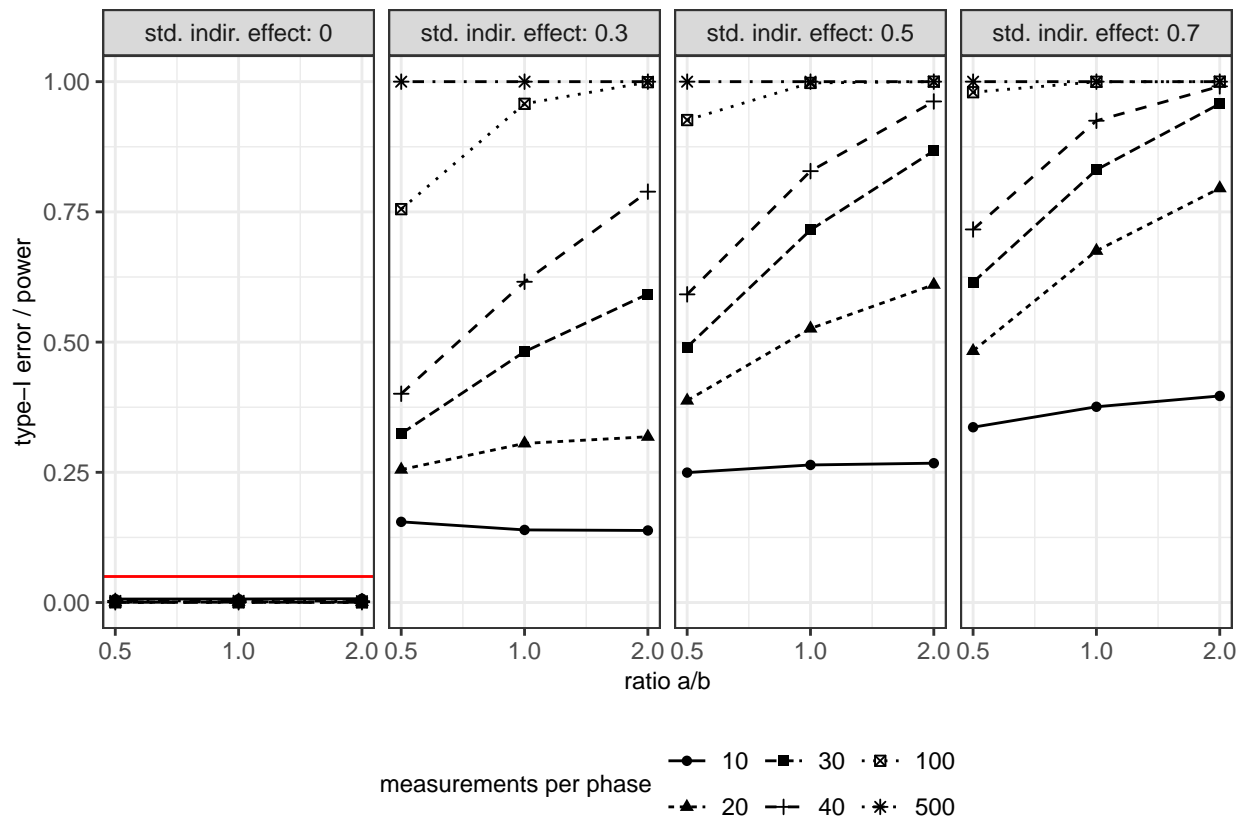 std. indir. effect: 0
std. indir. effect: 0.3
std. indir. effect: 0.5
std. indir. effect: 0.7
type−I error / power
1.00
0.75
0.50
0.25
0.00
0.5 1.0 2.0
0.5 1.0 2.0
0.5 1.0 2.0
0.5 1.0 2.0
ratio a/b
measurements per phase
10 30 100
20 40 500